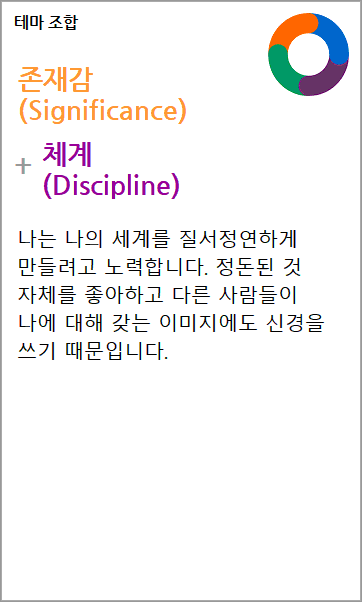 테마 조합
존재감
(Significance)
+ 체계
(Discipline)
나는 나의 세계를 질서정연하게
만들려고 노력합니다. 정돈된 것
자체를 좋아하고 다른 사람들이
나에 대해 갖는 이미지에도 신경을
쓰기 때문입니다.